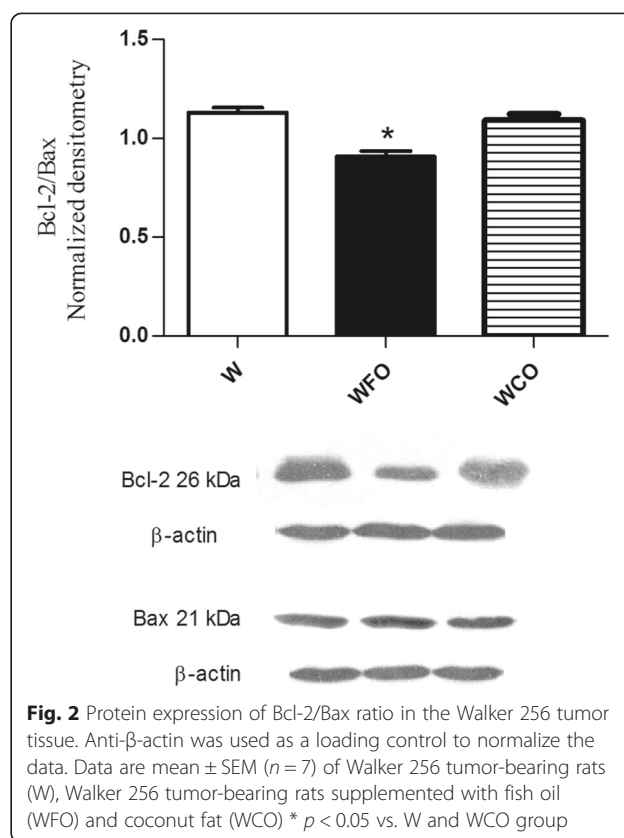 1.5
1.0
0.5
0.0
Bcl-2/Bax
Normalized densitometry
*
W
WFO
WCO
Bcl-2 26 kDa
β-actin
Bax 21 kDa
β-actin
Fig. 2 Protein expression of Bcl-2/Bax ratio in the Walker 256 tumor
tissue. Anti-β-actin was used as a loading control to normalize the
data. Data are mean ± SEM (n = 7) of Walker 256 tumor-bearing rats
(W), Walker 256 tumor-bearing rats supplemented with fish oil
(WFO) and coconut fat (WCO) * p < 0.05 vs. W and WCO group